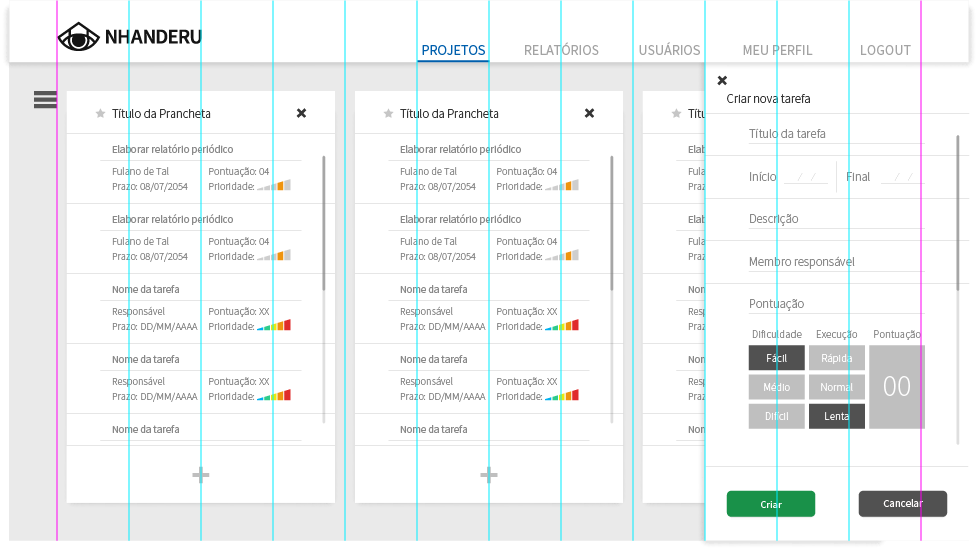 NHANDERU
PROJETOS
RELATÓRIOS
USUÁRIOS
MEU PERFIL
LOGOUT
Título da Prancheta
Elaborar relatório periódico
Fulano de Tal
Pontuação: 04
Prazo: 08/07/2054
Prioridade:
Elaborar relatório periódico
Fulano de Tal
Pontuação: 04
Prazo: 08/07/2054
Prioridade:
Nome da tarefa
Responsável
Pontuação: XX
Prazo: DD/MM/AAAA
Prioridade:
Nome da tarefa
Responsável
Pontuação: XX
Prazo: DD/MM/AAAA
Prioridade:
Nome da tarefa
Título da Prancheta
Elaborar relatório periódico
Fulano de Tal
Pontuação: 04
Prazo: 08/07/2054
Prioridade:
Elaborar relatório periódico
Fulano de Tal
Pontuação: 04
Prazo: 08/07/2054
Prioridade:
Nome da tarefa
Responsável
Pontuação: XX
Prazo: DD/MM/AAAA
Prioridade:
Nome da tarefa
Responsável
Pontuação: XX
Prazo: DD/MM/AAAA
Prioridade:
Nome da tarefa
Criar nova tarefa
Título da tarefa
Início / / Final / /
Descrição
Membro responsável
Pontuação
Dificuldade Execução Pontuação
Fácil Rápida
00
Médio Normal
Difícil Lenta
Criar Cancelar